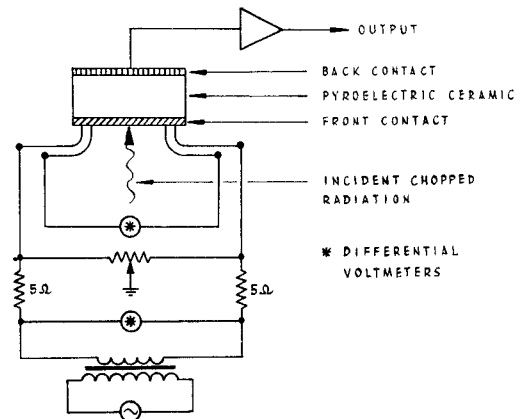 OUTPUT
BACK CONTACT
PYROELECTRIC CERAMIC
FRONT CONTACT
INCIDENT CHOPPED
RADIATION
* DIFFERENTIAL
VOLTMETERS
5Ω
5Ω